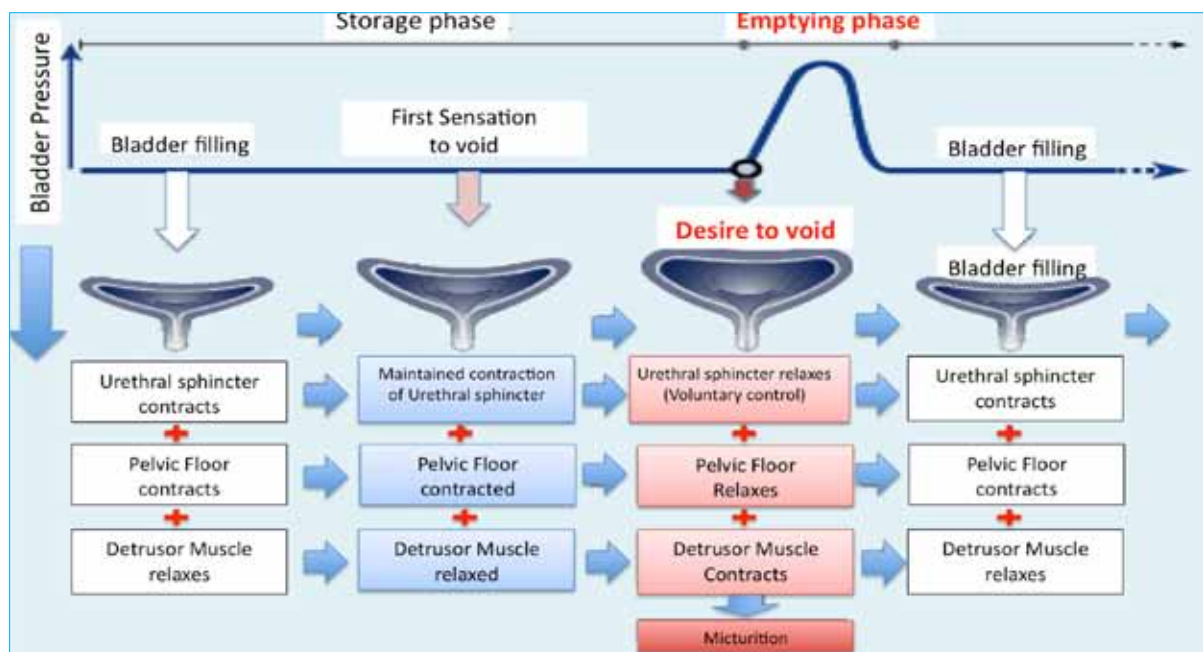 Storage phase .
Emptying phase
Bladder Pressure
Bladder filling
First Sensation
to void
Bladder filling
Desire to void
Bladder filling
Urethral sphincter
contracts
Maintained contraction
of Urethral sphincter
Urethral sphincter relaxes
(Voluntary control)
Urethral sphincter
contracts
Pelvic Floor
contracts
Pelvic Floor
contracted
Pelvic Floor
Relaxes
Pelvic Floor
contracts
Detrusor Muscle
relaxes
Detrusor Muscle
relaxed
Detrusor Muscle
Contracts
Detrusor Muscle
relaxes
Micturition